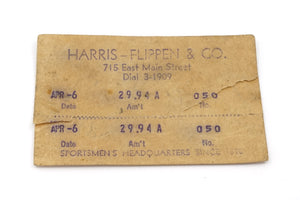 HARRIS-FLIPPEN & CO.
715 East Main Street
Dial 3-1909
APR-6 29.94 A 050
Date Am't No.
APR-6 29.94 A 050
Date Am't No.
SPORTSMEN'S HEADQUARTERS SINCE